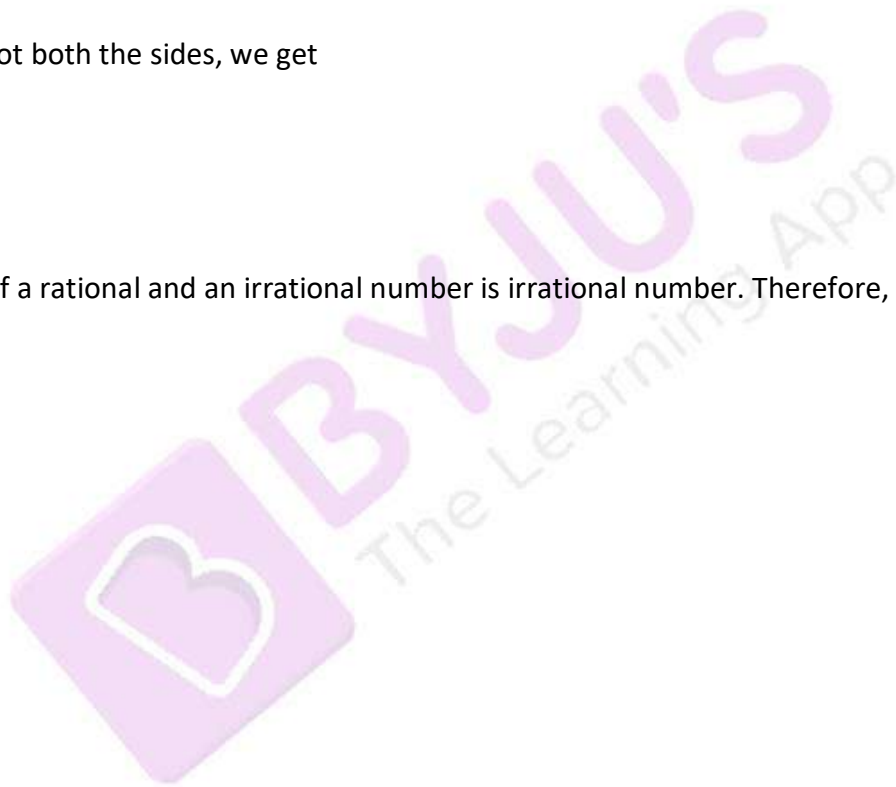 ot both the sides, we get
f a rational and an irrational number is irrational number. Therefore,
BYJU'S
The Learning App